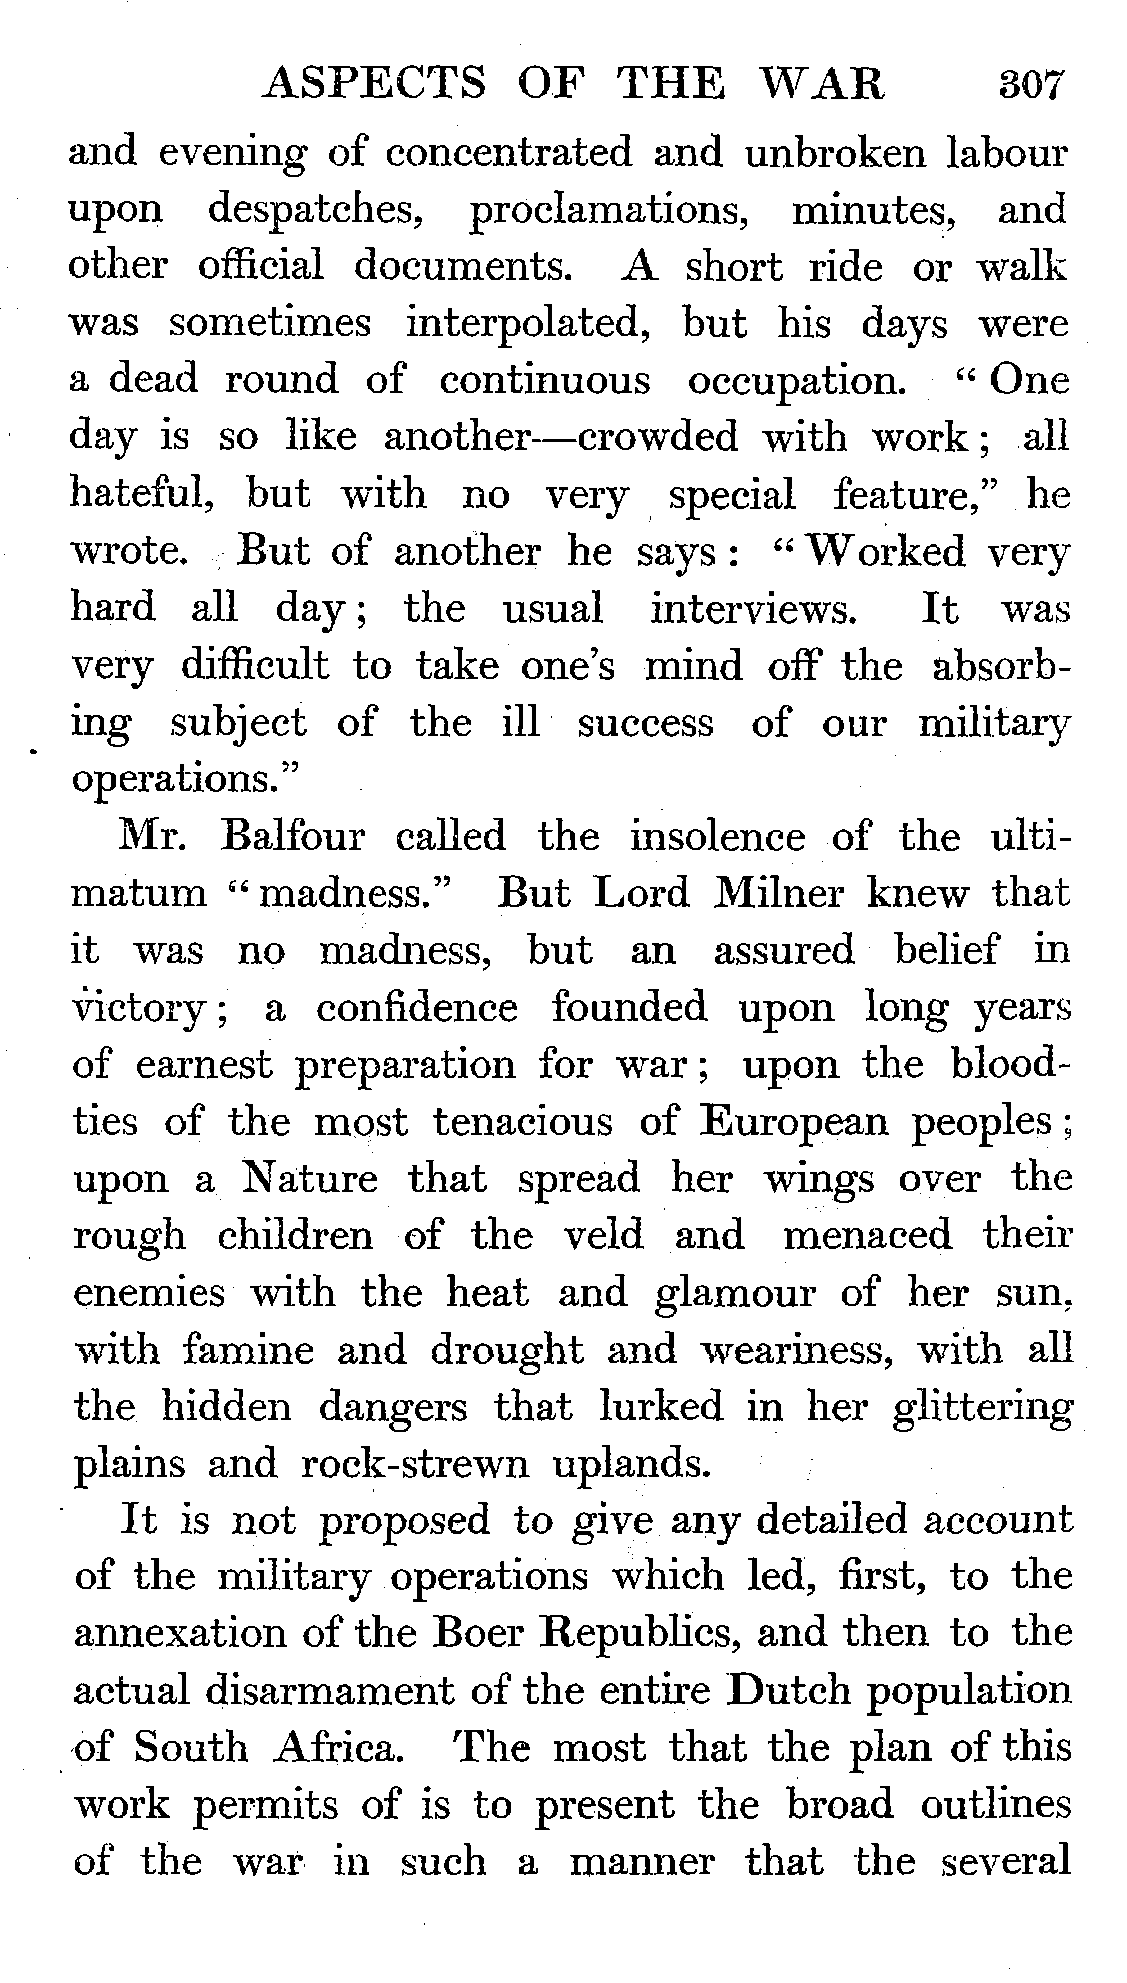 ASPECTS OF THE WAR 307
and evening of concentrated and unbroken labour
upon despatches, proclamations, minutes, and
other official documents. A short ride or walk
was sometimes interpolated, but his days were
a dead round of continuous occupation. “ One
day is so like another—crowded with work ; all
hateful, but with no very special feature,” he
wrote. But of another he says : “ Worked very
hard all day ; the usual interviews. It was
very difficult to take one’s mind off the absorb-
ing subject of the ill success of our military
operations.”
Mr. Balfour called the insolence of the ulti-
matum “ madness.” But Lord Milner knew that
it was no madness, but an assured belief in
victory ; a confidence founded upon long years
of earnest preparation for war ; upon the blood-
ties of the most tenacious of European peoples ;
upon a Nature that spread her wings over the
rough children of the veld and menaced their
enemies with the heat and glamour of her sun,
with famine and drought and weariness, with all
the hidden dangers that lurked in her glittering
plains and rock-strewn uplands.
It is not proposed to give any detailed account
of the military operations which led, first, to the
annexation of the Boer Republics, and then to the
actual disarmament of the entire Dutch population
of South Africa. The most that the plan of this
work permits of is to present the broad outlines
of the war in such a manner that the several